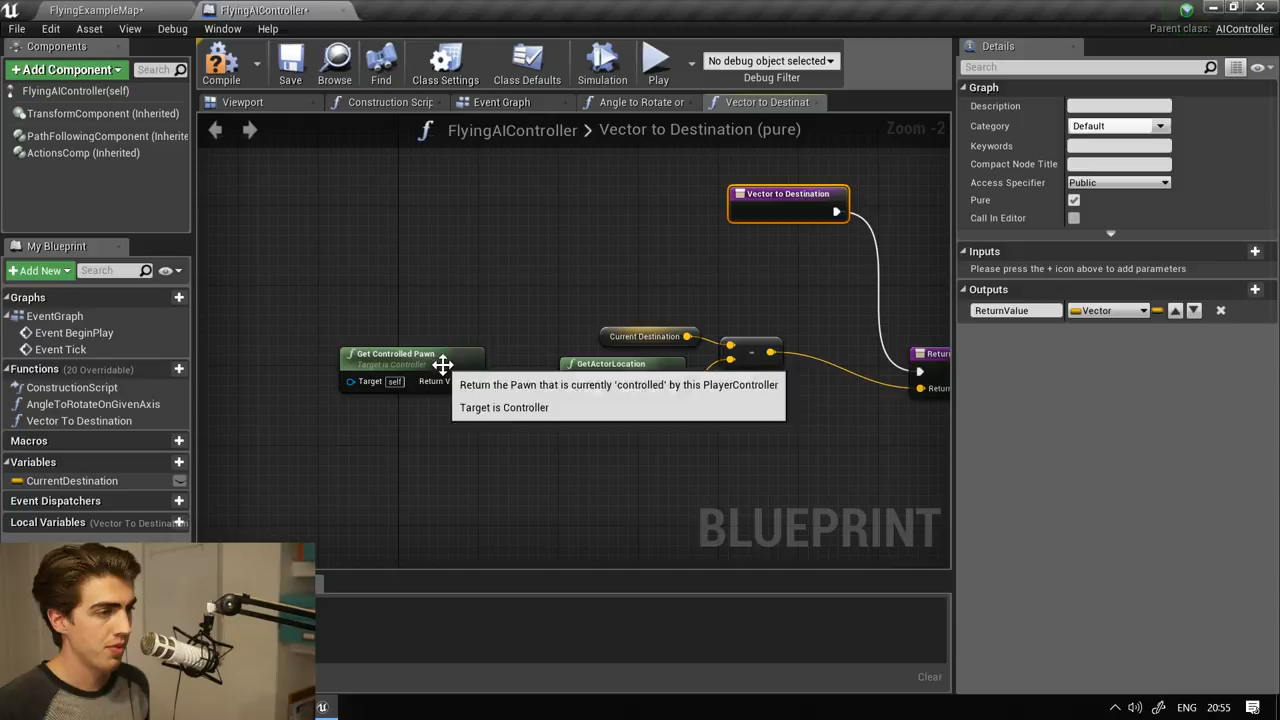 FlyingExampleMap*
FlyingAIController*
File Edit Asset View Debug Window Help
Parent class: AIController
Components
+ Add Component
Search
FlyingAIController(self)
TransformComponent (Inherited)
PathFollowingComponent (Inherite
ActionsComp (Inherited)
Compile
Save
Browse
Find
Class Settings
Class Defaults
Simulation
Play
No debug object selected
Debug Filter
Viewport
Construction Scrip
Event Graph
Angle to Rotate or
Vector to Destinat
FlyingAIController > Vector to Destination (pure)
Zoom -2
Vector to Destination
Current Destination
Get Controlled Pawn
Target is Controller
Target self
Return V
GetActorLocation
-
Return
Return
Return the Pawn that is currently 'controlled' by this PlayerController
Target is Controller
BLUEPRINT
My Blueprint
+ Add New
Search
Graphs
EventGraph
Event BeginPlay
Event Tick
Functions (20 Overridable)
ConstructionScript
AngleToRotateOnGivenAxis
Vector To Destination
Macros
Variables
CurrentDestination
Event Dispatchers
Local Variables (Vector To Destination
Details
Search
Graph
Description
Category Default
Keywords
Compact Node Title
Access Specifier Public
Pure
Call In Editor
Inputs
Please press the + icon above to add parameters
Outputs
ReturnValue Vector
Clear
ENG 20:55